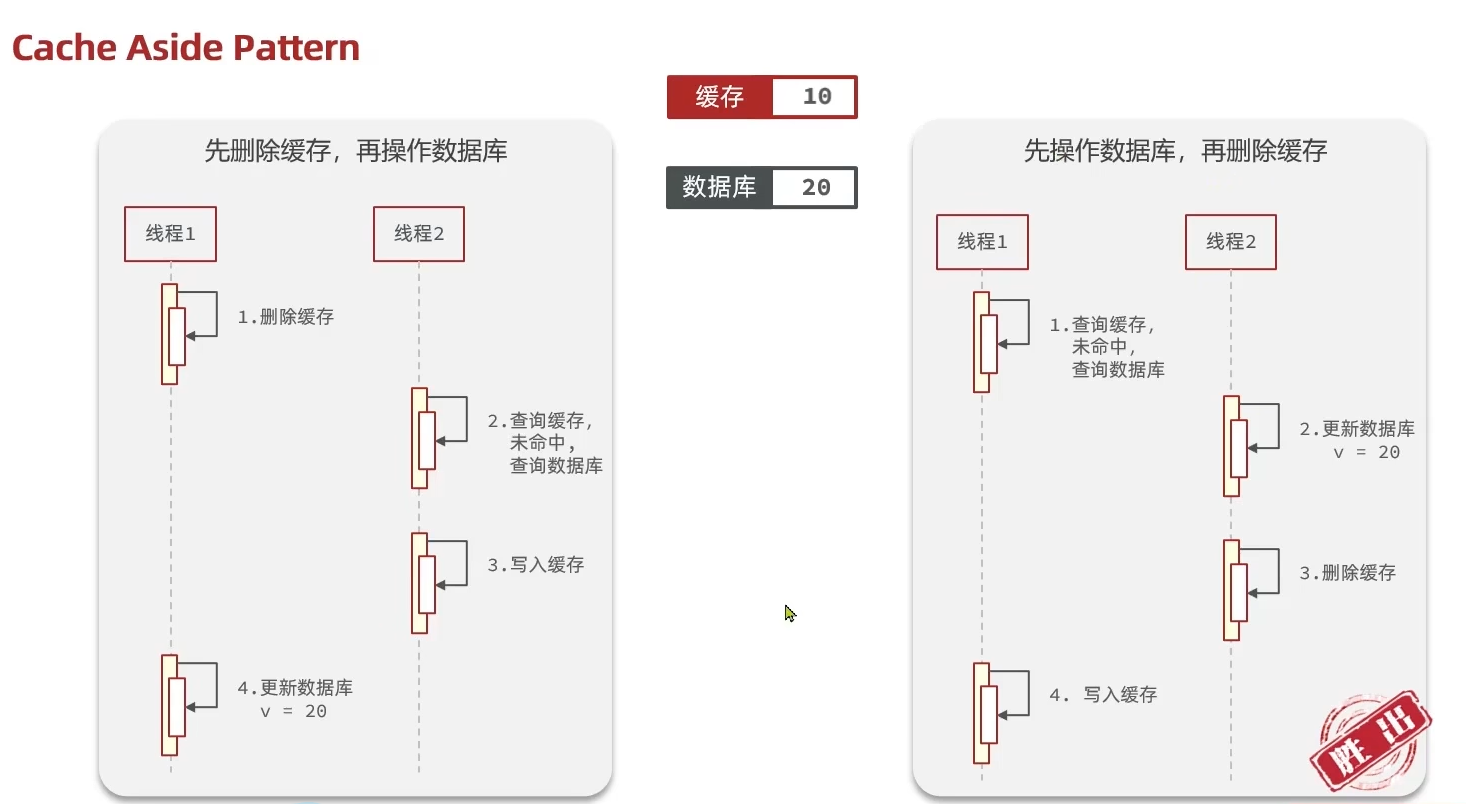 Cache Aside Pattern
缓存 10
数据库 20
先删除缓存，再操作数据库
线程1
线程2
1.删除缓存
2.查询缓存，
未命中，
查询数据库
3.写入缓存
4.更新数据库
v = 20
先操作数据库，再删除缓存
线程1
线程2
1.查询缓存，
未命中，
查询数据库
2.更新数据库
v = 20
3.删除缓存
4. 写入缓存
胜出